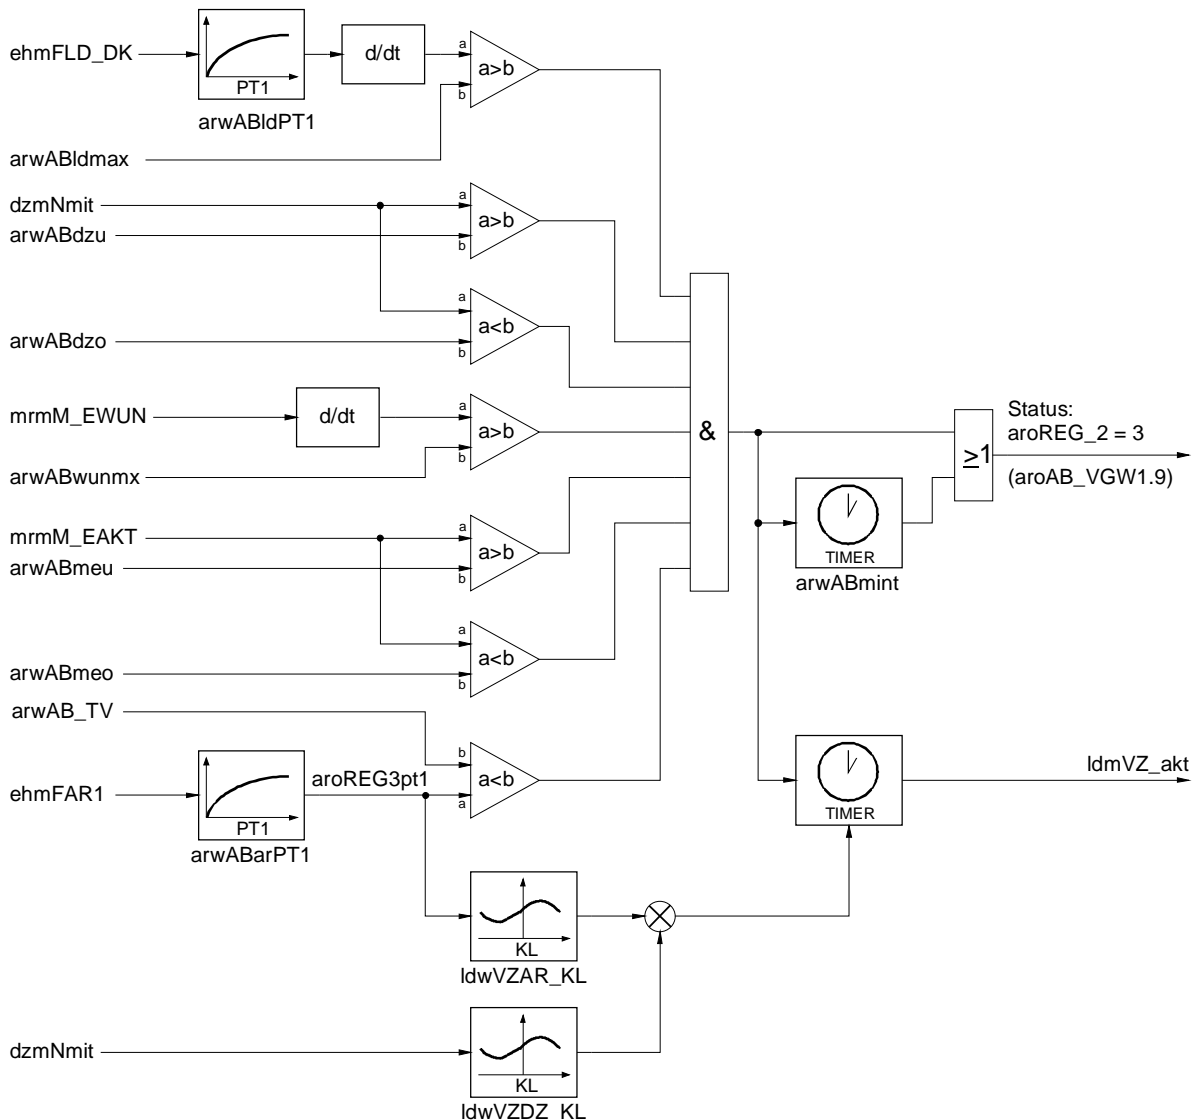 ehmFLD_DK
PT1
arwABldPT1
d/dt
a
b
a>b
arwABldmax
dzmNmit
arwABdzu
a
b
a>b
arwABdzo
a
b
a<b
mrmM_EWUN
d/dt
a
b
a>b
arwABwunmx
mrmM_EAKT
arwABmeu
a
b
a>b
arwABmeo
a
b
a<b
arwAB_TV
ehmFAR1
PT1
arwABarPT1
aroREG3pt1
b
a
a<b
&
≥1
Status:
aroREG_2 = 3
(aroAB_VGW1.9)
TIMER
arwABmint
TIMER
ldmVZ_akt
KL
ldwVZAR_KL
dzmNmit
KL
ldwVZDZ_KL